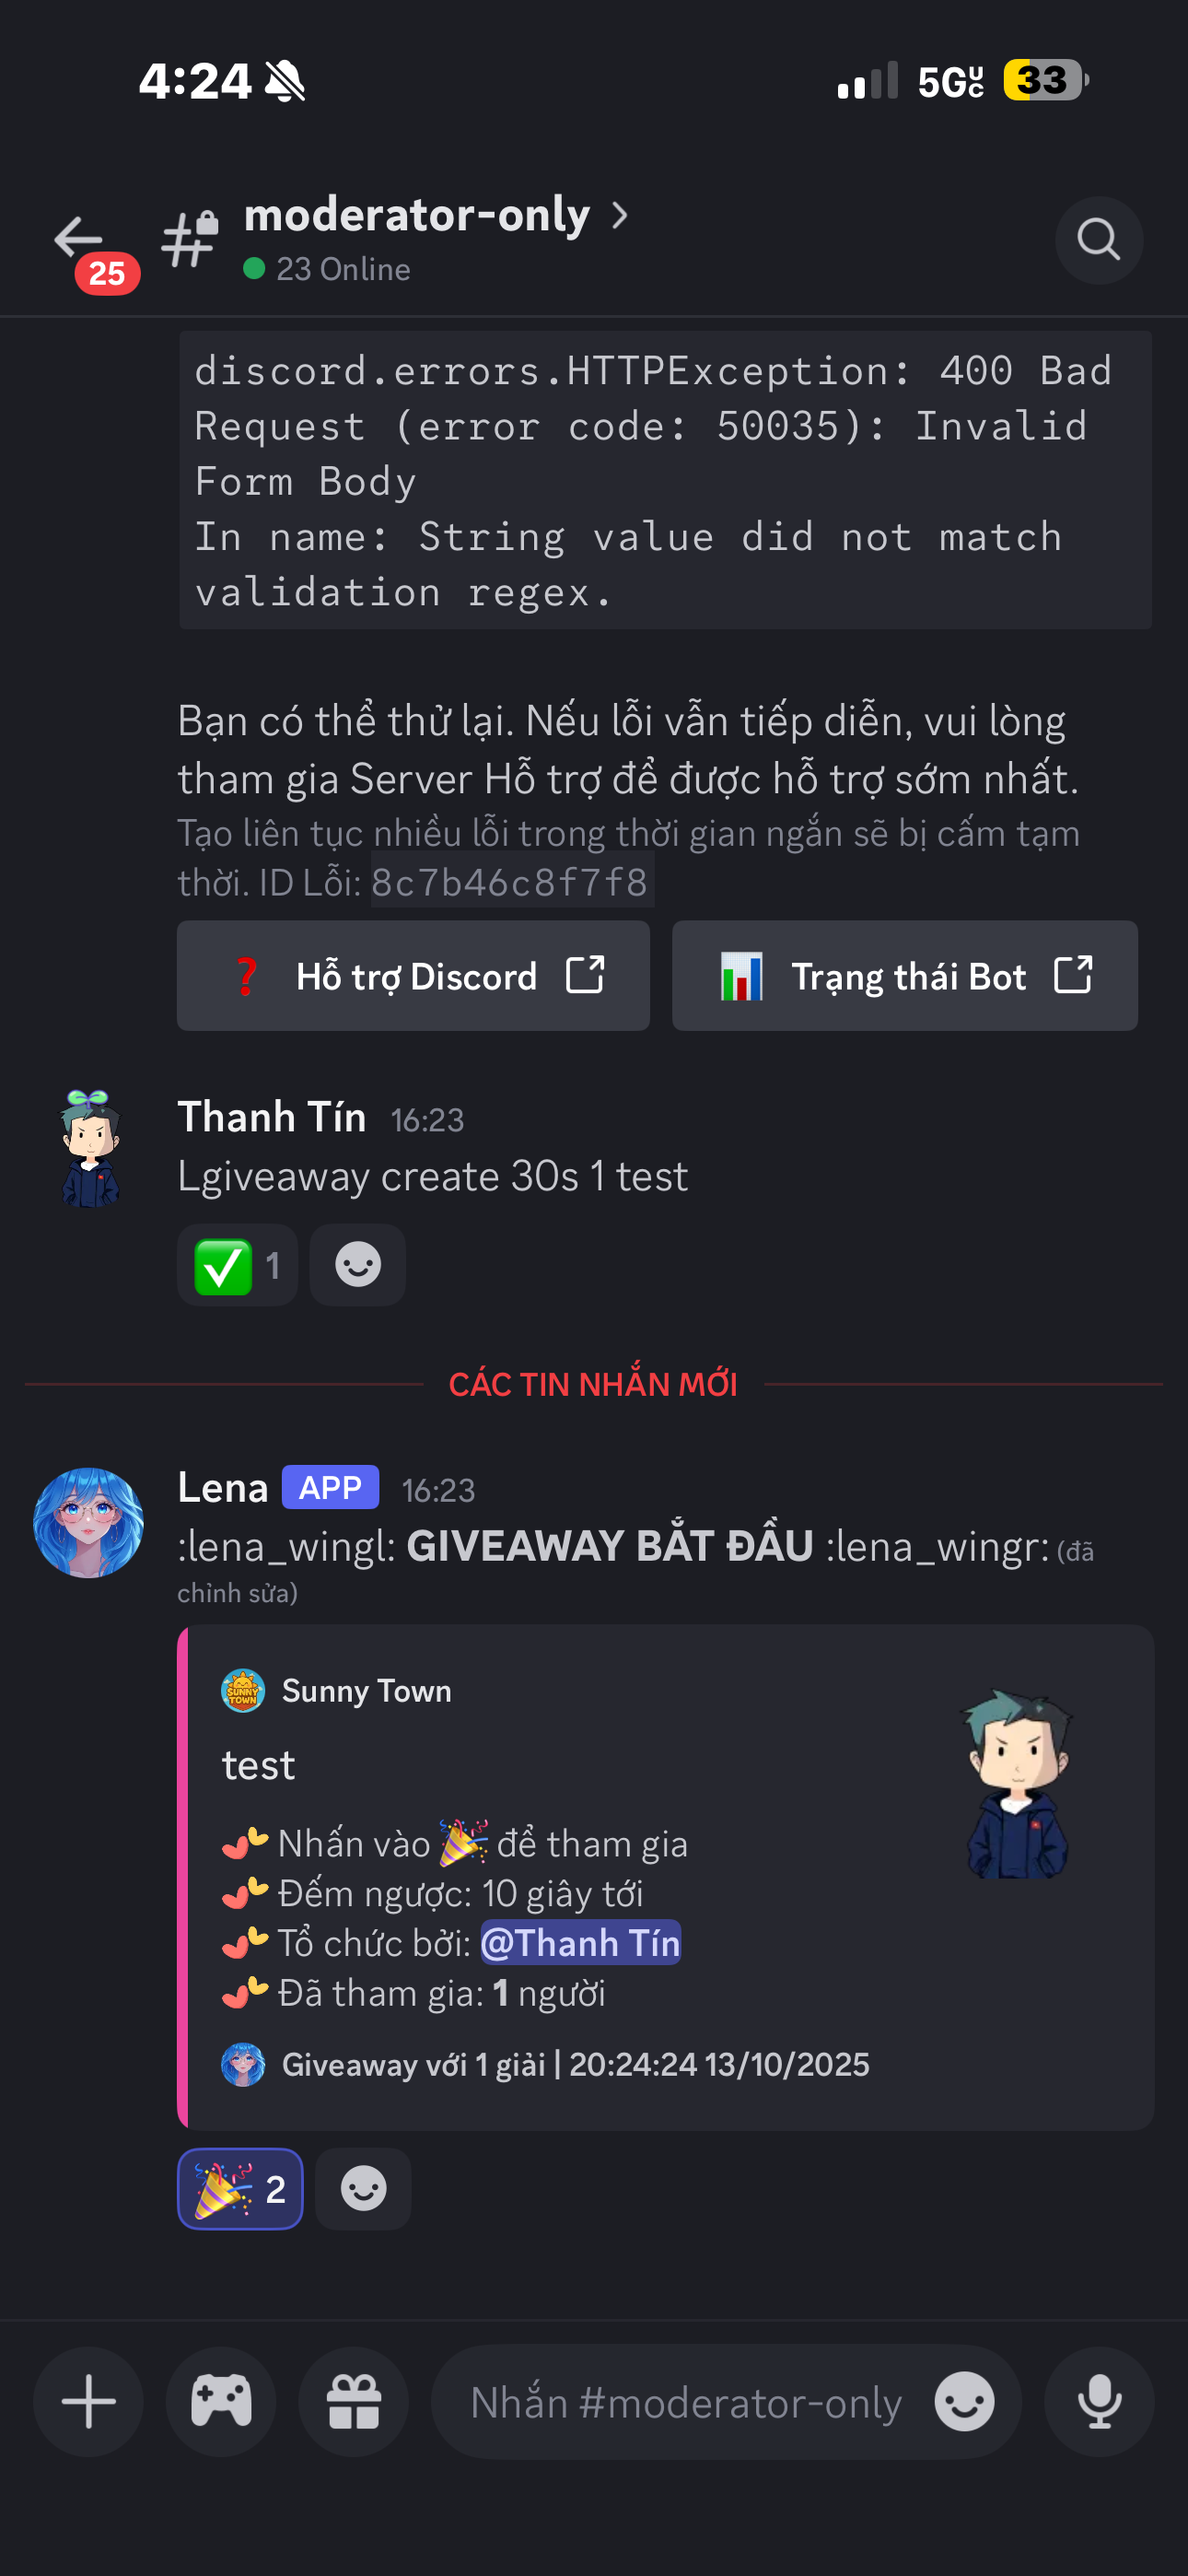 4:24
5G UC
33
25
moderator-only
23 Online
discord.errors.HTTPException: 400 Bad
Request (error code: 50035): Invalid
Form Body
In name: String value did not match
validation regex.
Bạn có thể thử lại. Nếu lỗi vẫn tiếp diễn, vui lòng
tham gia Server Hỗ trợ để được hỗ trợ sớm nhất.
Tạo liên tục nhiều lỗi trong thời gian ngắn sẽ bị cấm tạm
thời. ID Lỗi: 8c7b46c8f7f8
❓ Hỗ trợ Discord
📊 Trạng thái Bot
Thanh Tín 16:23
Lgiveaway create 30s 1 test
✅ 1
CÁC TIN NHẮN MỚI
Lena APP 16:23
:lena_wingl: GIVEAWAY BẮT ĐẦU :lena_wingr: (đã
chỉnh sửa)
SUNNY TOWN
Sunny Town
test
Nhấn vào 🎉 để tham gia
Đếm ngược: 10 giây tới
Tổ chức bởi: @Thanh Tín
Đã tham gia: 1 người
Giveaway với 1 giải | 20:24:24 13/10/2025
🎉 2
Nhắn #moderator-only